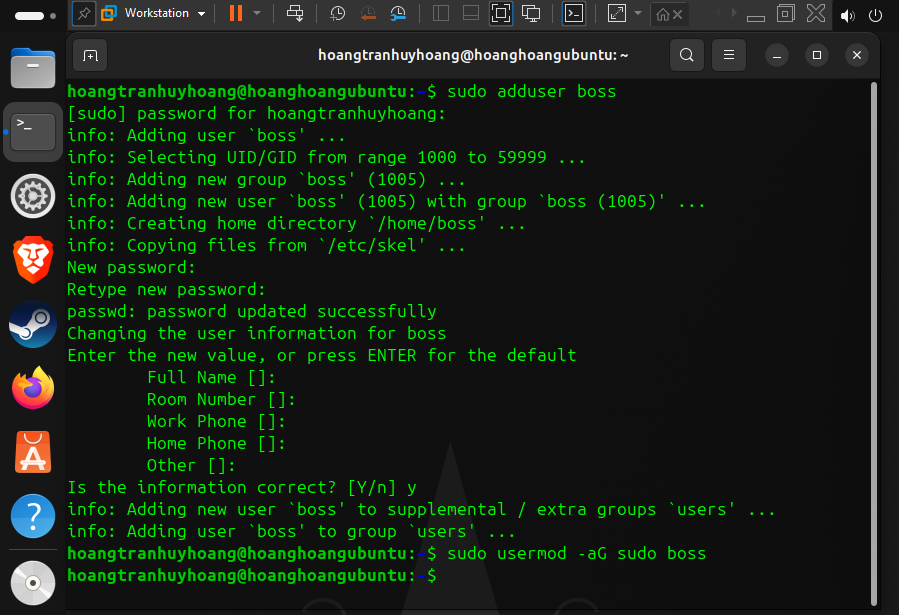 Workstation
hoangtranhuyhoang@hoanghoangubuntu: ~
hoangtranhuyhoang@hoanghoangubuntu:~$ sudo adduser boss
[sudo] password for hoangtranhuyhoang:
info: Adding user `boss' ...
info: Selecting UID/GID from range 1000 to 59999 ...
info: Adding new group `boss' (1005) ...
info: Adding new user `boss' (1005) with group `boss (1005)' ...
info: Creating home directory `/home/boss' ...
info: Copying files from `/etc/skel' ...
New password:
Retype new password:
passwd: password updated successfully
Changing the user information for boss
Enter the new value, or press ENTER for the default
Full Name []:
Room Number []:
Work Phone []:
Home Phone []:
Other []:
Is the information correct? [Y/n] y
info: Adding new user `boss' to supplemental / extra groups `users' ...
info: Adding user `boss' to group `users' ...
hoangtranhuyhoang@hoanghoangubuntu:~$ sudo usermod -aG sudo boss
hoangtranhuyhoang@hoanghoangubuntu:~$